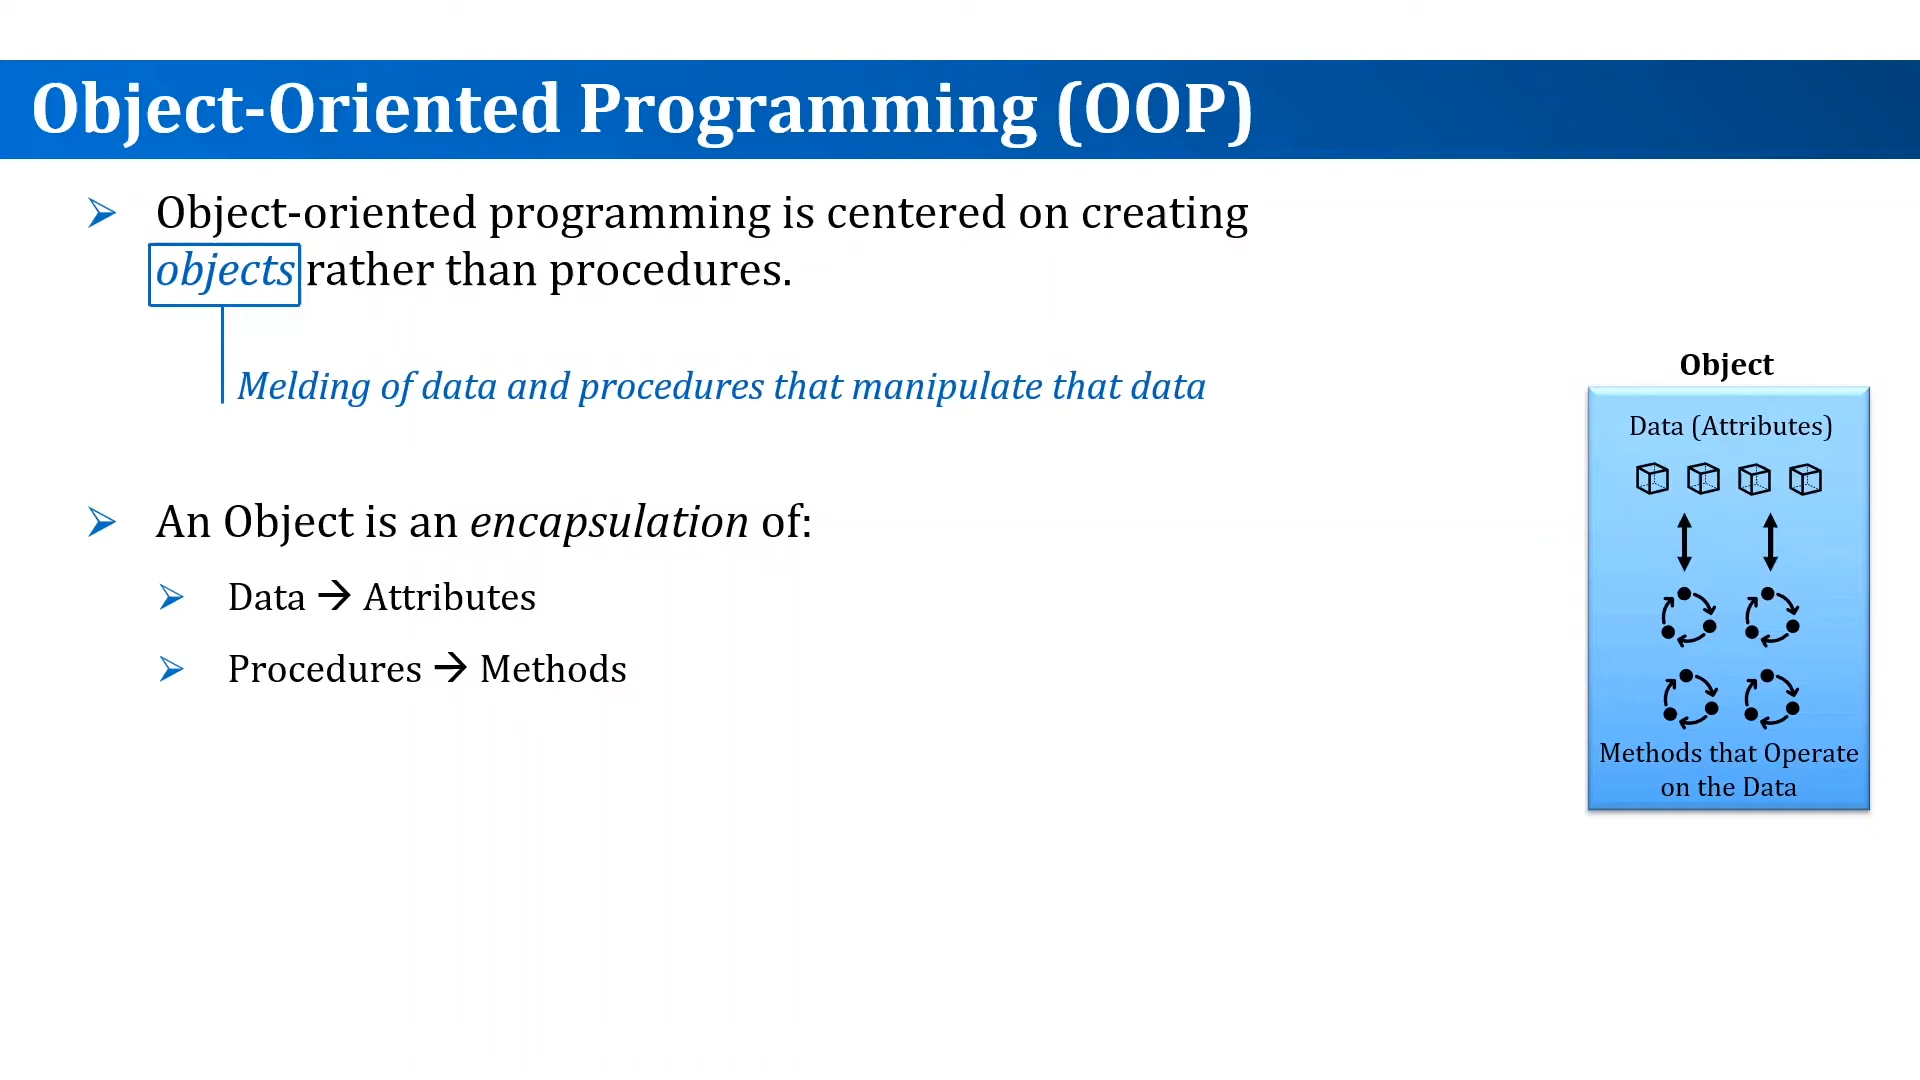 Object-Oriented Programming (OOP)
Object-oriented programming is centered on creating
objects rather than procedures.
Melding of data and procedures that manipulate that data
An Object is an encapsulation of:
Data → Attributes
Procedures → Methods
Object
Data (Attributes)
Methods that Operate
on the Data